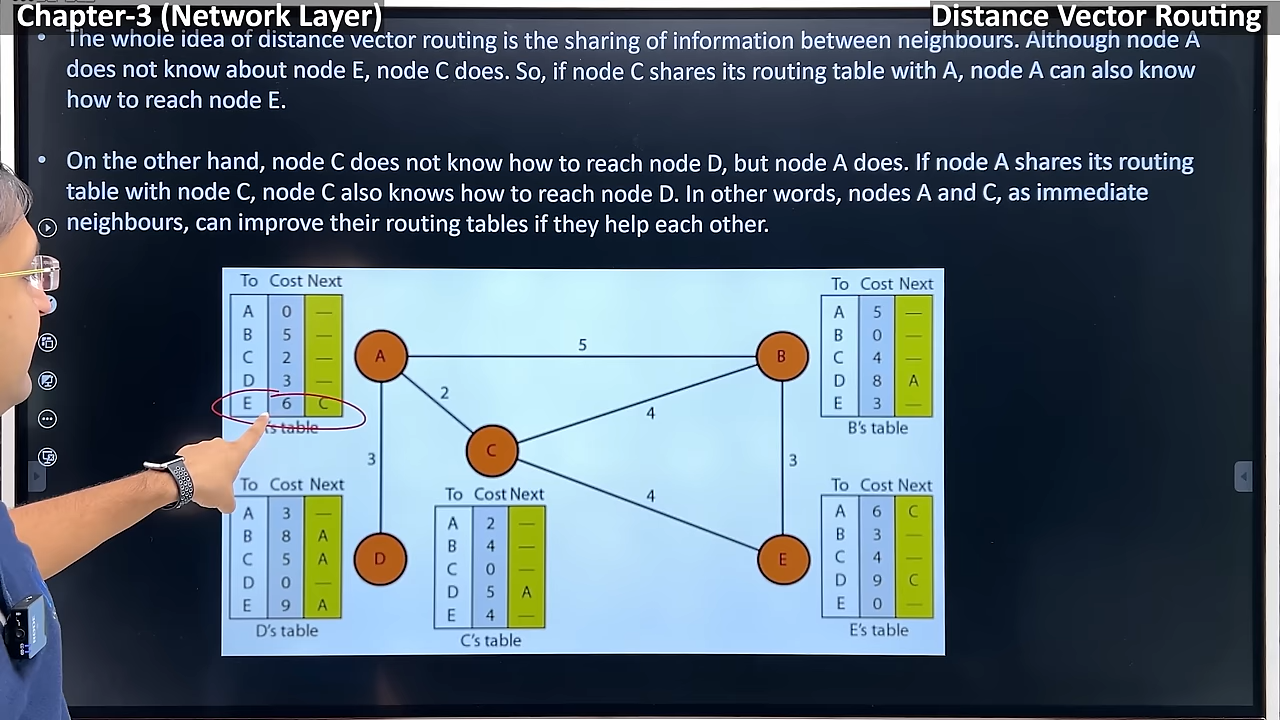 Chapter-3 (Network Layer)
Distance Vector Routing
• The whole idea of distance vector routing is the sharing of information between neighbours. Although node A
does not know about node E, node C does. So, if node C shares its routing table with A, node A can also know
how to reach node E.
• On the other hand, node C does not know how to reach node D, but node A does. If node A shares its routing
table with node C, node C also knows how to reach node D. In other words, nodes A and C, as immediate
neighbours, can improve their routing tables if they help each other.
To Cost Next
A 0 —
B 5 —
C 2 —
D 3 —
E 6 C
's table
To Cost Next
A 5 —
B 0 —
C 4 —
D 8 A
E 3 —
B's table
A
5
B
2
4
C
3
3
4
D
E
To Cost Next
A 3 —
B 8 A
C 5 A
D 0 —
E 9 A
D's table
To Cost Next
A 2 —
B 4 —
C 0 —
D 5 A
E 4 —
C's table
To Cost Next
A 6 C
B 3 —
C 4 —
D 9 C
E 0 —
E's table